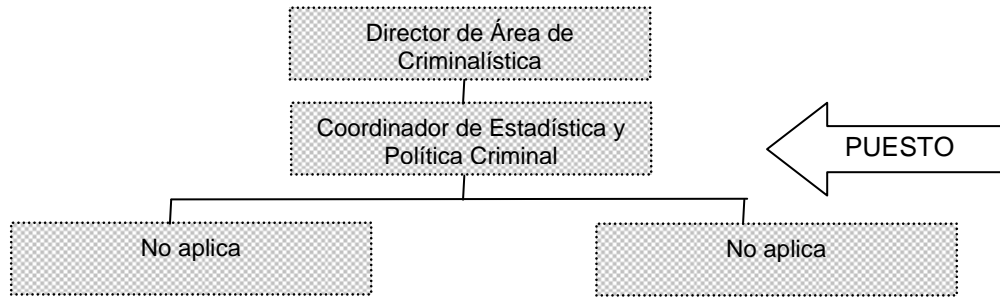 Director de Área de
Criminalística
Coordinador de Estadística y
Política Criminal
PUESTO
No aplica
No aplica